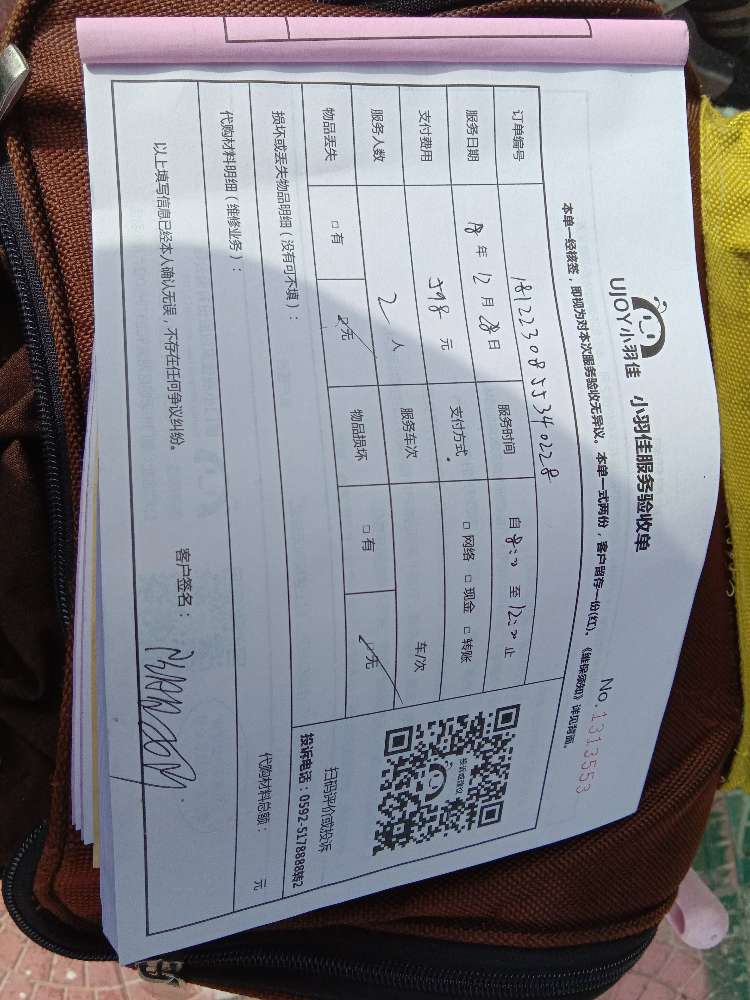 UJOY小羽佳 小羽佳服务验收单
No.1313553
本单一经核签，即视为对本次服务验收无异议。本单一式两份，客户留存一份(红)。《维保须知》详见背面。
订单编号 1812230855340228
服务日期 18年12月28日 服务时间 自8:00至12:00止
支付费用 598元 支付方式 □网络 □现金 □转账
服务人数 2人 服务车次 车/次
物品丢失 □有 □无 物品损坏 □有 □无
扫码评价或投诉
投诉电话：0592-5178888转2
损坏或丢失物品明细（没有可不填）：
代购材料明细（维修业务）： 代购材料总额： 元
以上填写信息已经本人确认无误，不存在任何争议纠纷。 客户签名：